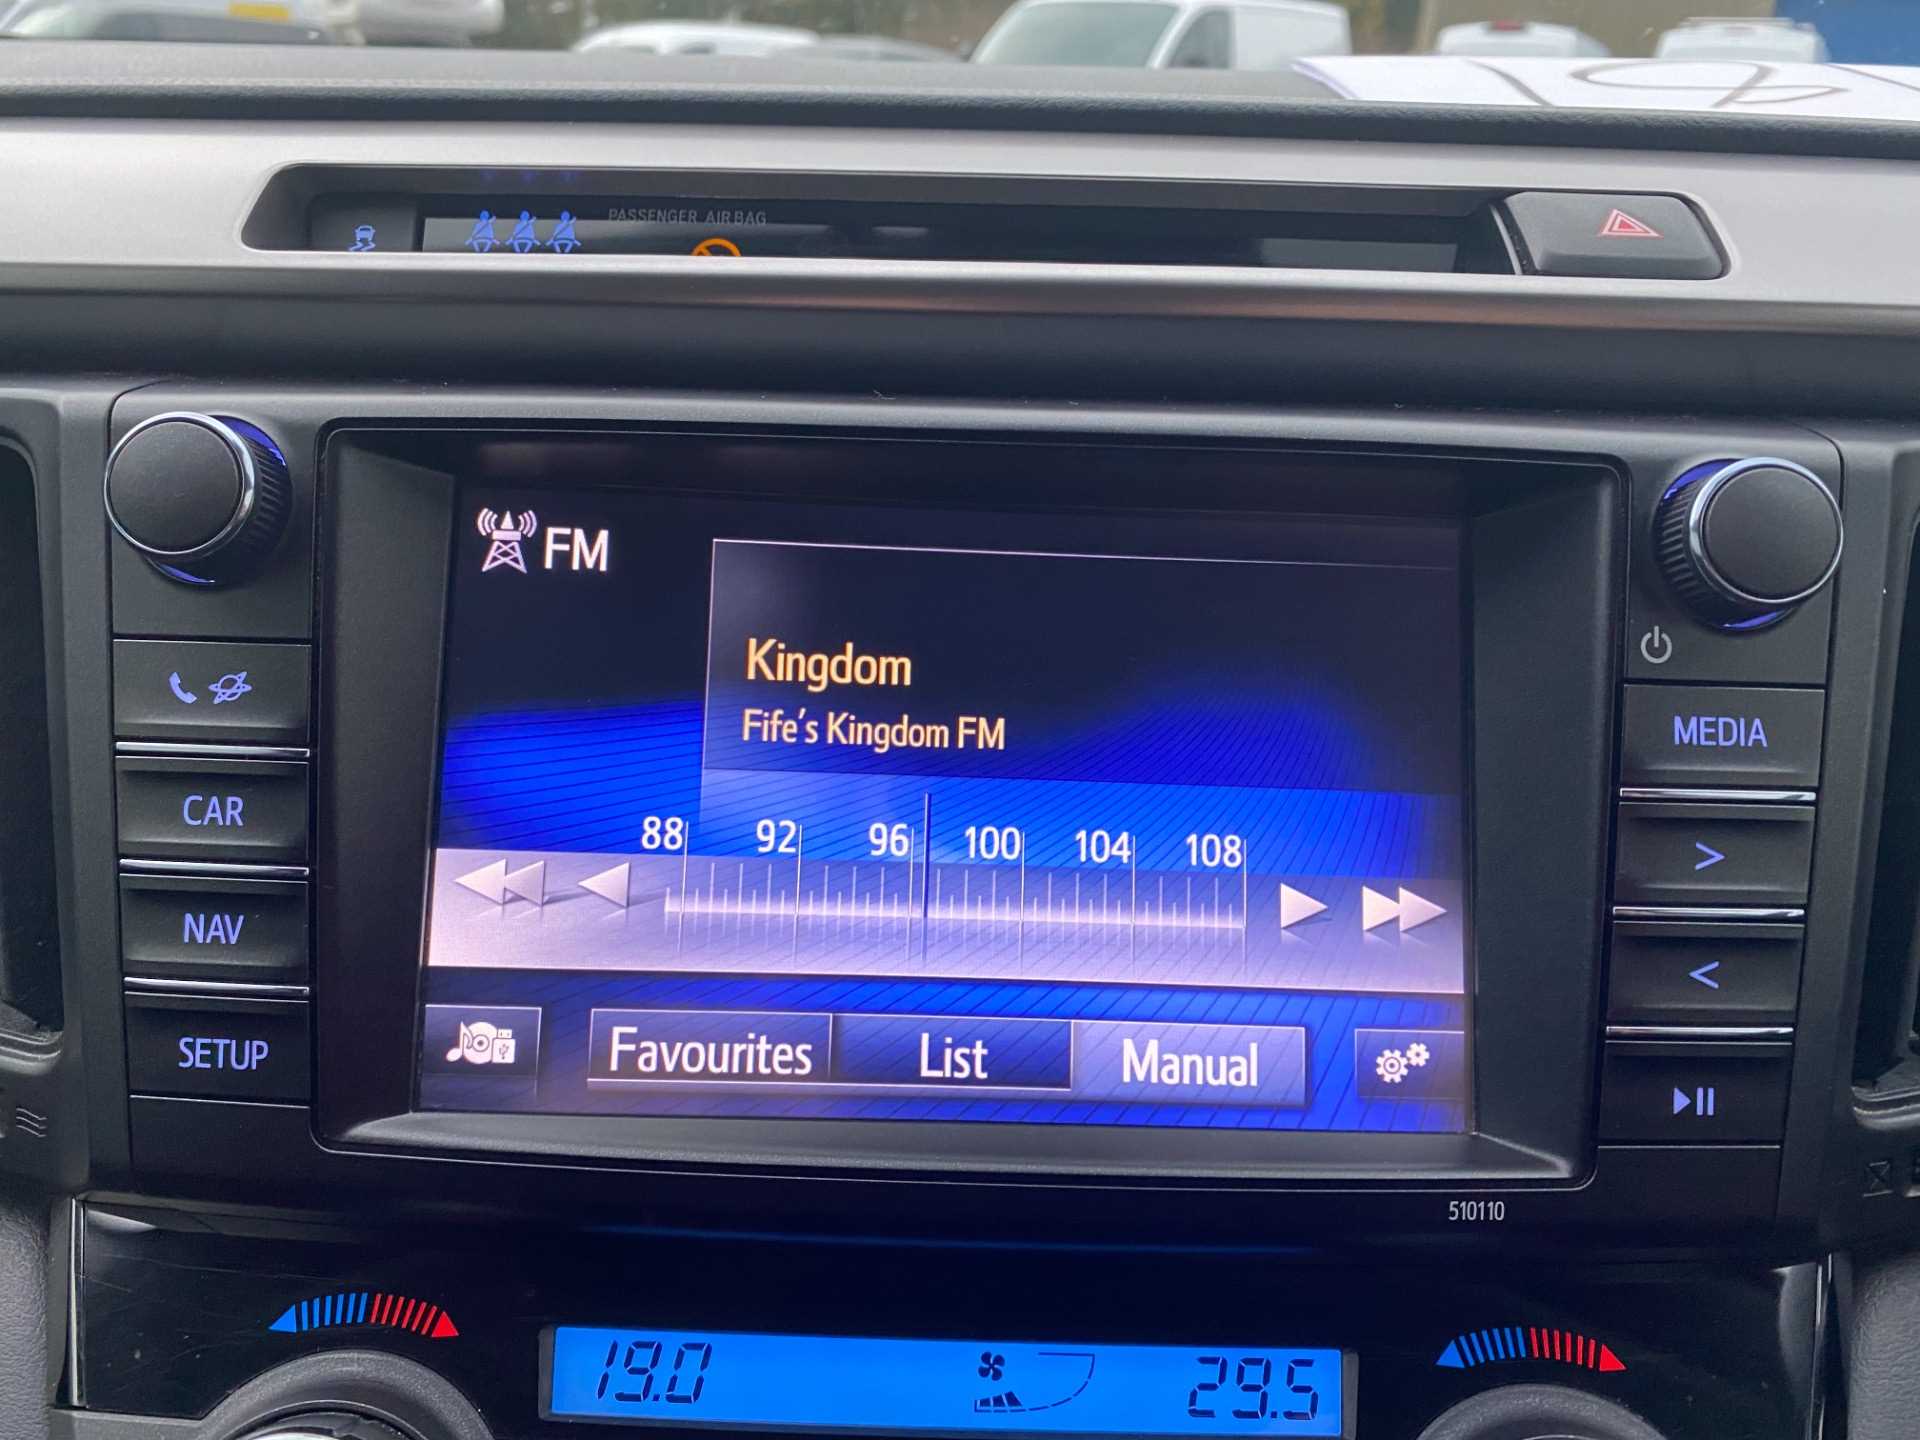 PASSENGER AIR BAG
FM
Kingdom
Fife's Kingdom FM
88 92 96 100 104 108
Favourites List Manual
CAR
NAV
SETUP
MEDIA
>
<
510110
19.0 29.5